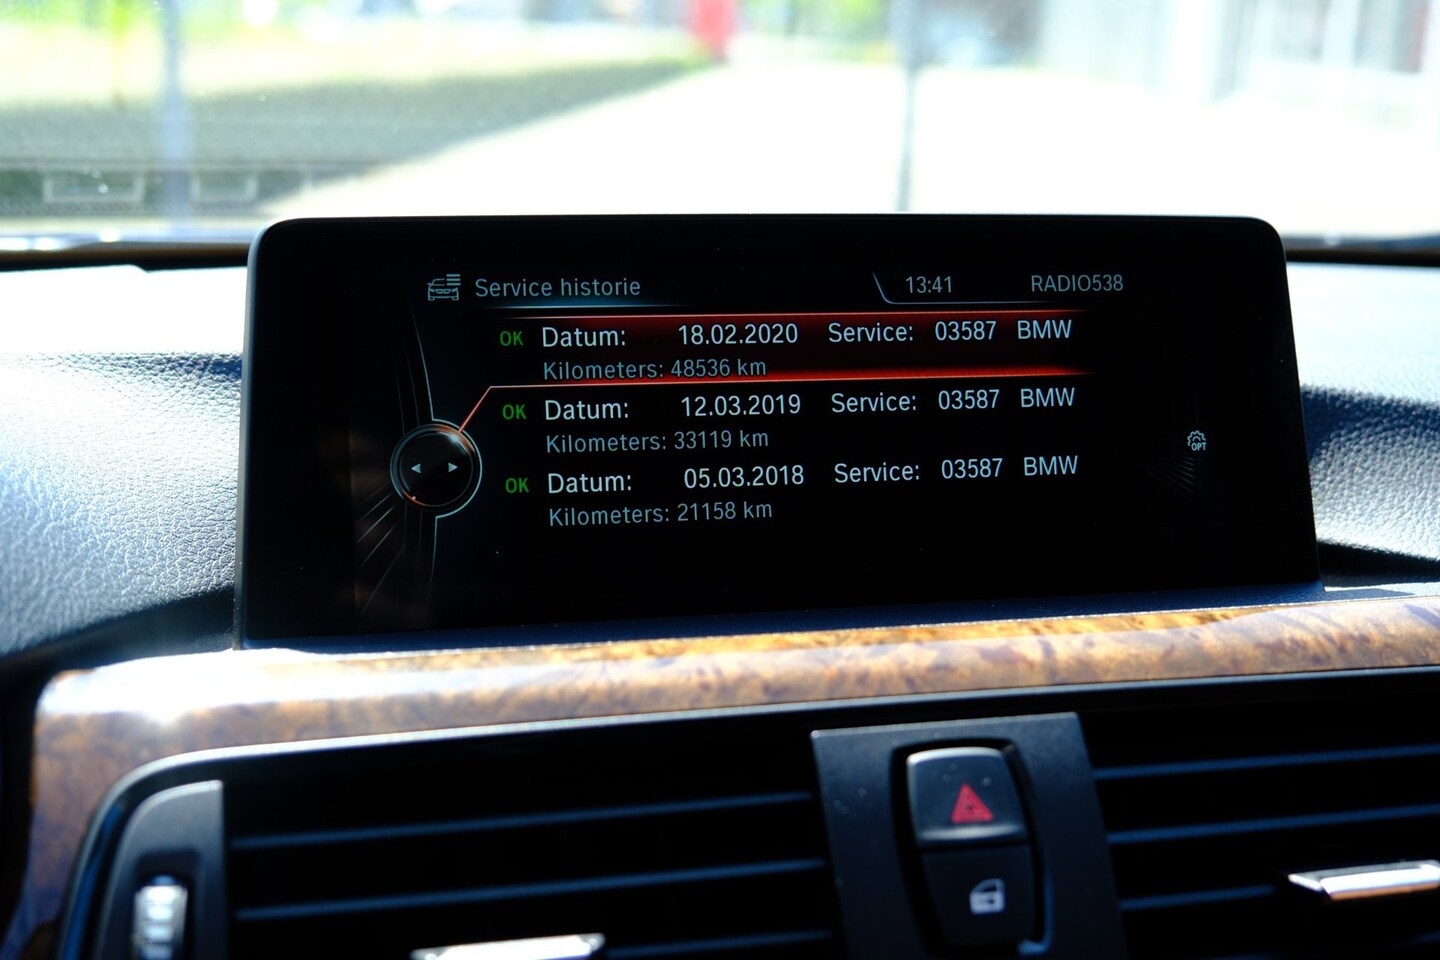 Service historie 13:41 RADIO538
OK Datum: 18.02.2020 Service: 03587 BMW
Kilometers: 48536 km
OK Datum: 12.03.2019 Service: 03587 BMW
Kilometers: 33119 km
OPT
OK Datum: 05.03.2018 Service: 03587 BMW
Kilometers: 21158 km